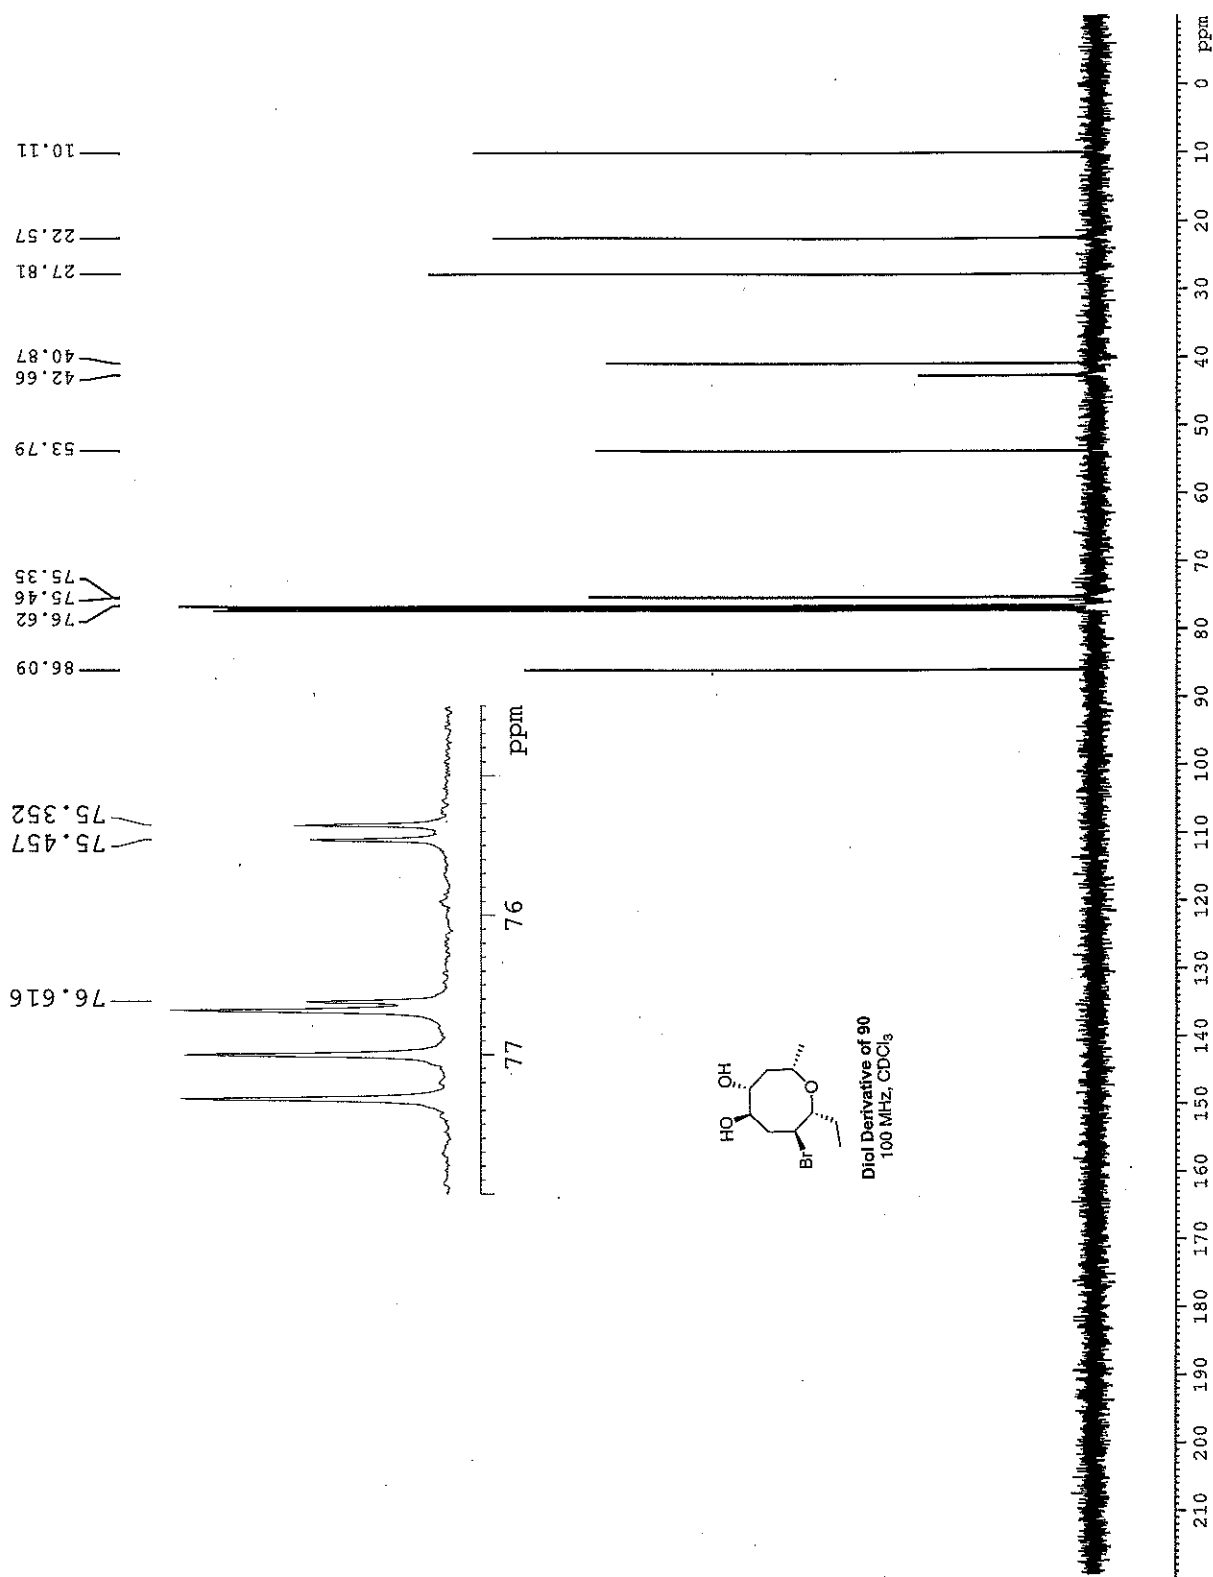 10.11
22.57
27.81
40.87
42.66
53.79
75.35
75.46
76.62
86.09
75.352
75.457
76.616
ppm
76
77
HO
OH
Br
O
Diol Derivative of 90
100 MHz, CDCl₃
210 200 190 180 170 160 150 140 130 120 110 100 90 80 70 60 50 40 30 20 10 0 ppm